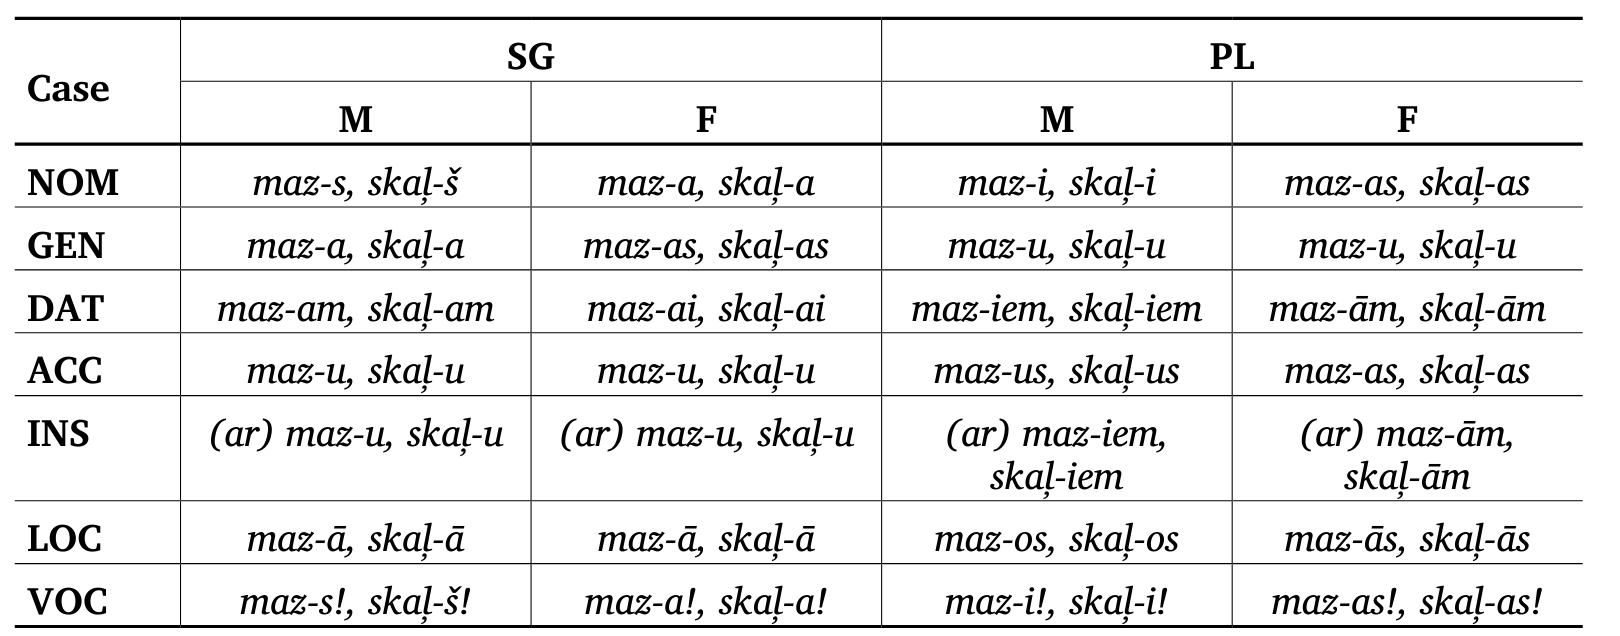 Case SG PL
M F M F
NOM maz-s, skaļ-š maz-a, skaļ-a maz-i, skaļ-i maz-as, skaļ-as
GEN maz-a, skaļ-a maz-as, skaļ-as maz-u, skaļ-u maz-u, skaļ-u
DAT maz-am, skaļ-am maz-ai, skaļ-ai maz-iem, skaļ-iem maz-ām, skaļ-ām
ACC maz-u, skaļ-u maz-u, skaļ-u maz-us, skaļ-us maz-as, skaļ-as
INS (ar) maz-u, skaļ-u (ar) maz-u, skaļ-u (ar) maz-iem, (ar) maz-ām,
skaļ-iem skaļ-ām
LOC maz-ā, skaļ-ā maz-ā, skaļ-ā maz-os, skaļ-os maz-ās, skaļ-ās
VOC maz-s!, skaļ-š! maz-a!, skaļ-a! maz-i!, skaļ-i! maz-as!, skaļ-as!